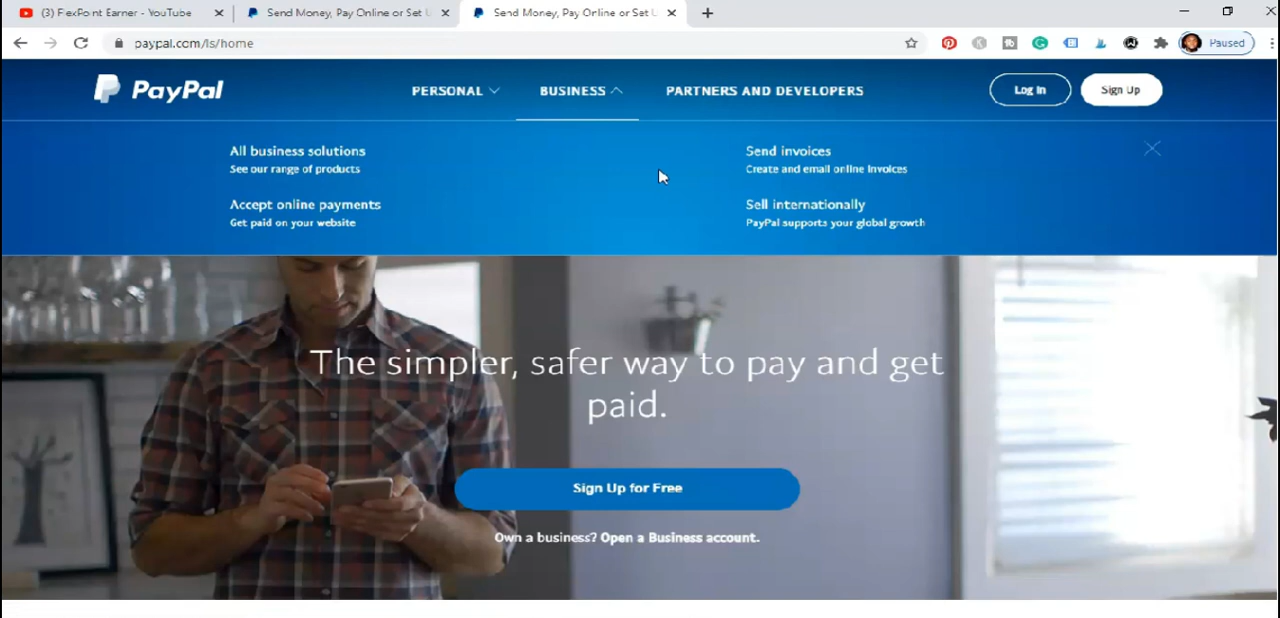 (3) FlexPoint Earner - YouTube
Send Money, Pay Online or Set U
Send Money, Pay Online or Set U
paypal.com/ls/home
Paused
PayPal
PERSONAL
BUSINESS
PARTNERS AND DEVELOPERS
Log In
Sign Up
All business solutions
See our range of products
Send invoices
Create and email online invoices
Accept online payments
Get paid on your website
Sell internationally
PayPal supports your global growth
The simpler, safer way to pay and get
paid.
Sign Up for Free
Own a business? Open a Business account.